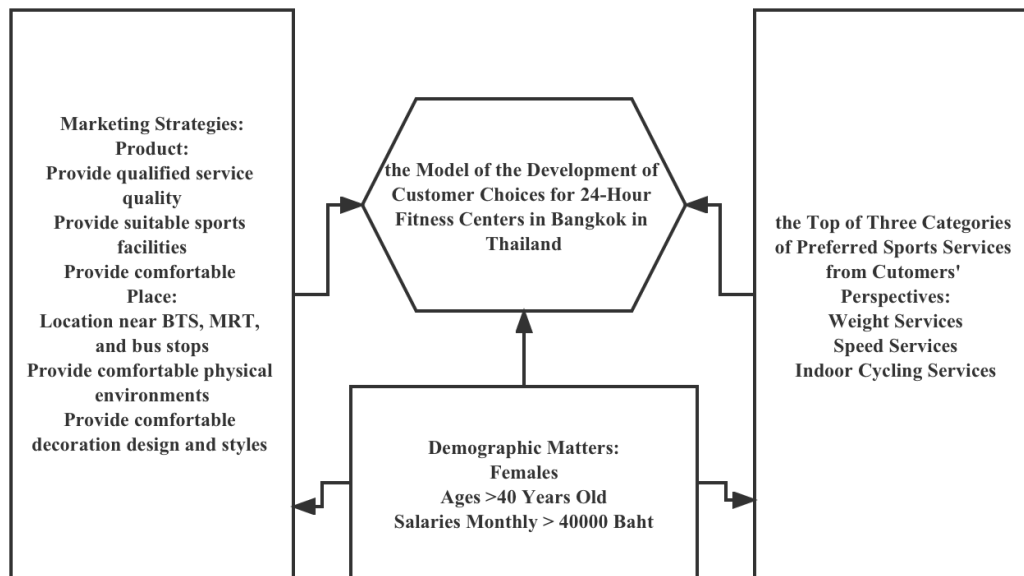 Marketing Strategies:
Product:
Provide qualified service
quality
Provide suitable sports
facilities
Provide comfortable
Place:
Location near BTS, MRT,
and bus stops
Provide comfortable physical
environments
Provide comfortable
decoration design and styles
the Model of the Development of
Customer Choices for 24-Hour
Fitness Centers in Bangkok in
Thailand
Demographic Matters:
Females
Ages >40 Years Old
Salaries Monthly > 40000 Baht
the Top of Three Categories
of Preferred Sports Services
from Cutomers'
Perspectives:
Weight Services
Speed Services
Indoor Cycling Services